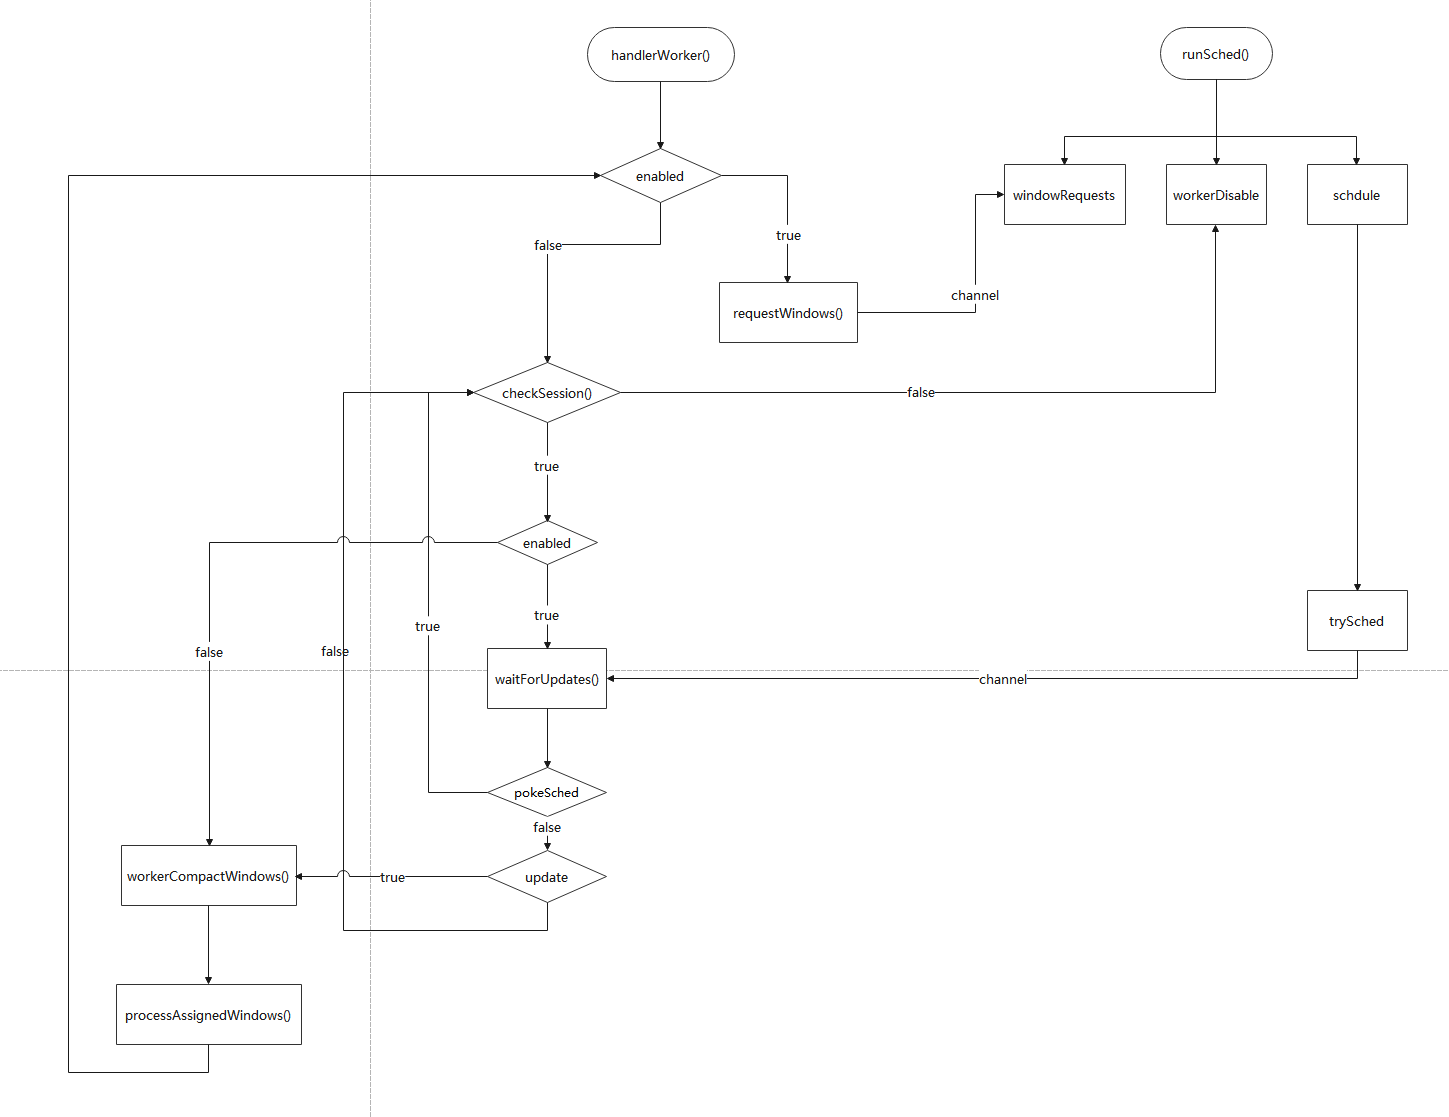 handlerWorker()
runSched()
enabled
windowRequests
workerDisable
schdule
false
true
requestWindows()
channel
checkSession()
false
true
enabled
true
true
false
false
trySched
waitForUpdates()
channel
pokeSched
false
workerCompactWindows()
true
update
processAssignedWindows()